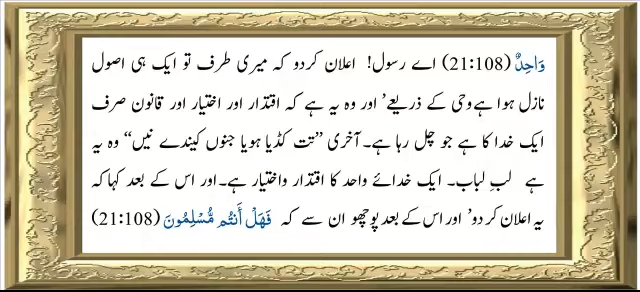 وَاحِدٌ (21:108) اے رسول! اعلان کردو کہ میری طرف تو ایک ہی اصول
نازل ہوا ہے وحی کے ذریعے’ اور وہ یہ ہے کہ اقتدار اور اختیار اور قانون صرف
ایک خدا کا ہے جو چل رہا ہے۔ آخری ’’تت کڈیا ہویا جنوں کیندے نیں‘‘ وہ یہ
ہے لبِ لباب۔ ایک خدائے واحد کا اقتدار واختیار ہے۔ اور اس کے بعد کہا کہ
یہ اعلان کر دو’ اور اس کے بعد پوچھو ان سے کہ فَهَلْ أَنتُم مُّسْلِمُونَ (21:108)